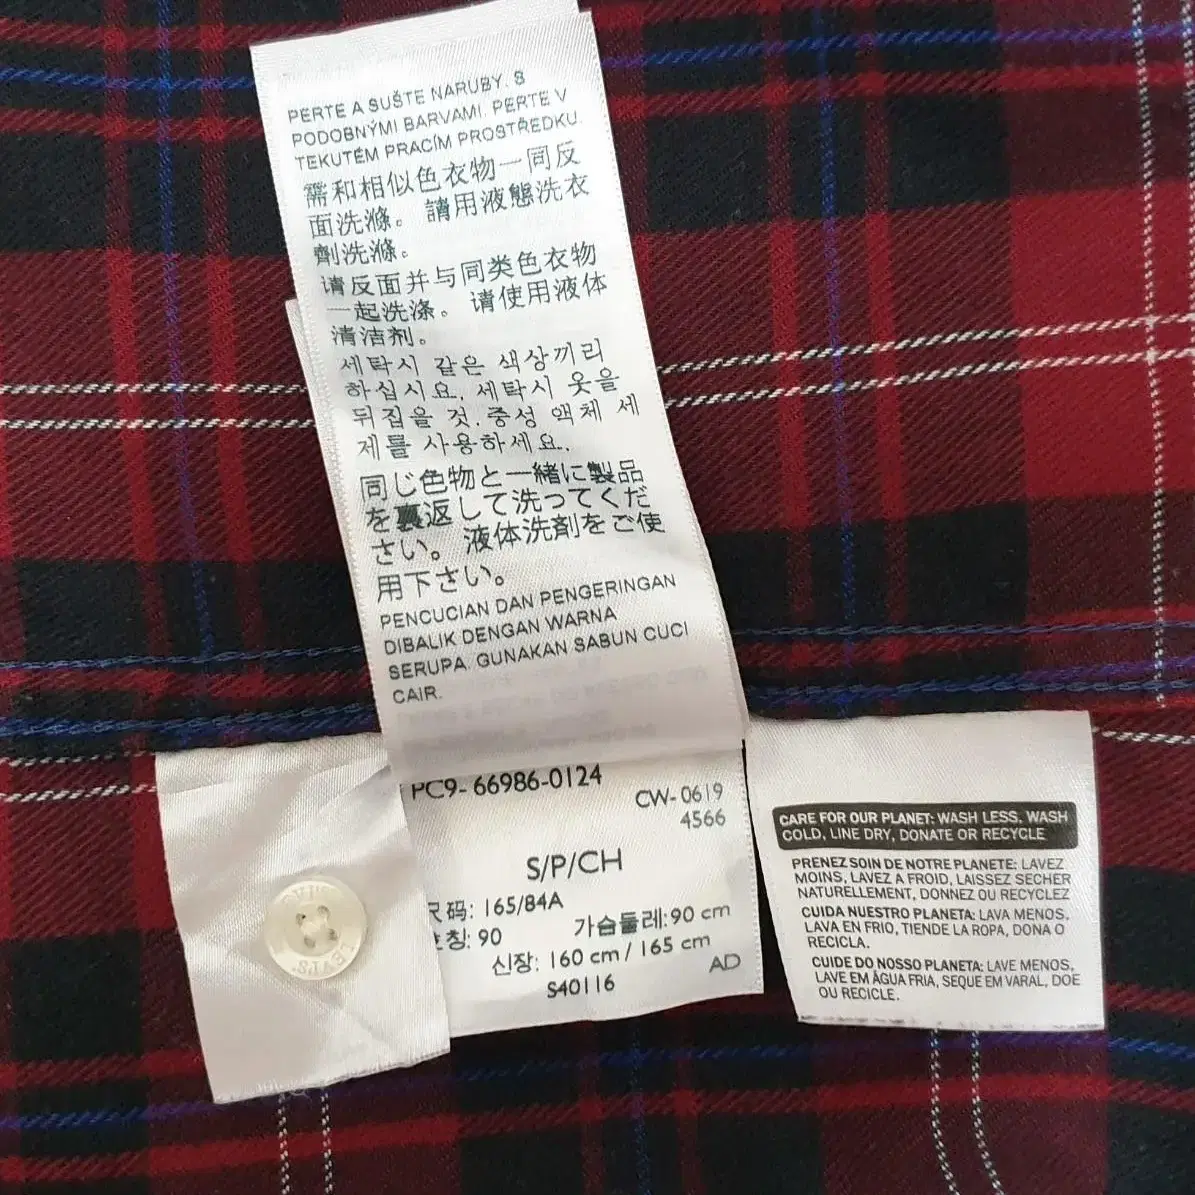 PERTE A SUŠTE NARUBY. S
PODOBNÝMI BARVAMI. PERTE V
TEKUTÉM PRACÍM PROSTŘEDKU.
需和相似色衣物一同反
面洗滌。請用液態洗衣
劑洗滌。
请反面并与同类色衣物
一起洗涤。请使用液体
清洁剂。
세탁시 같은 색상끼리
하십시요. 세탁시 옷을
뒤집을 것. 중성 액체 세
제를 사용하세요.
同じ色物と一緒に製品
を裏返して洗ってくだ
さい。液体洗剤をご使
用下さい。
PENCUCIAN DAN PENGERINGAN
DIBALIK DENGAN WARNA
SERUPA. GUNAKAN SABUN CUCI
CAIR.
PC9-66986-0124
CW-0619
4566
S/P/CH
尺码: 165/84A
호칭: 90 가슴둘레: 90 cm
신장: 160 cm / 165 cm
S40116 AD
LEVI'S
CARE FOR OUR PLANET: WASH LESS, WASH
COLD, LINE DRY, DONATE OR RECYCLE
PRENEZ SOIN DE NOTRE PLANETE: LAVEZ
MOINS, LAVEZ A FROID, LAISSEZ SECHER
NATURELLEMENT, DONNEZ OU RECYCLEZ
CUIDA NUESTRO PLANETA: LAVA MENOS,
LAVA EN FRIO, TIENDE LA ROPA, DONA O
RECICLA.
CUIDE DO NOSSO PLANETA: LAVE MENOS,
LAVE EM ÁGUA FRIA, SEQUE EM VARAL, DOE
OU RECICLE.